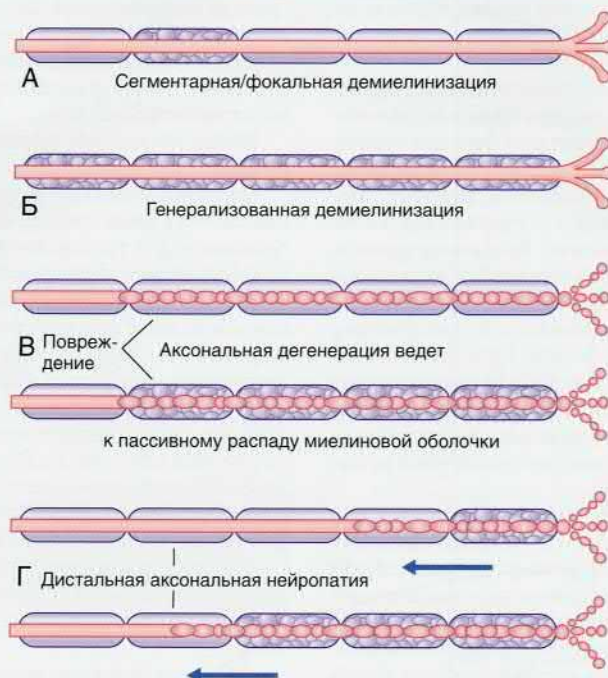 А
Сегментарная/фокальная демиелинизация
Б
Генерализованная демиелинизация
В
Повреж-
дение
Аксональная дегенерация ведет
к пассивному распаду миелиновой оболочки
Г
Дистальная аксональная нейропатия